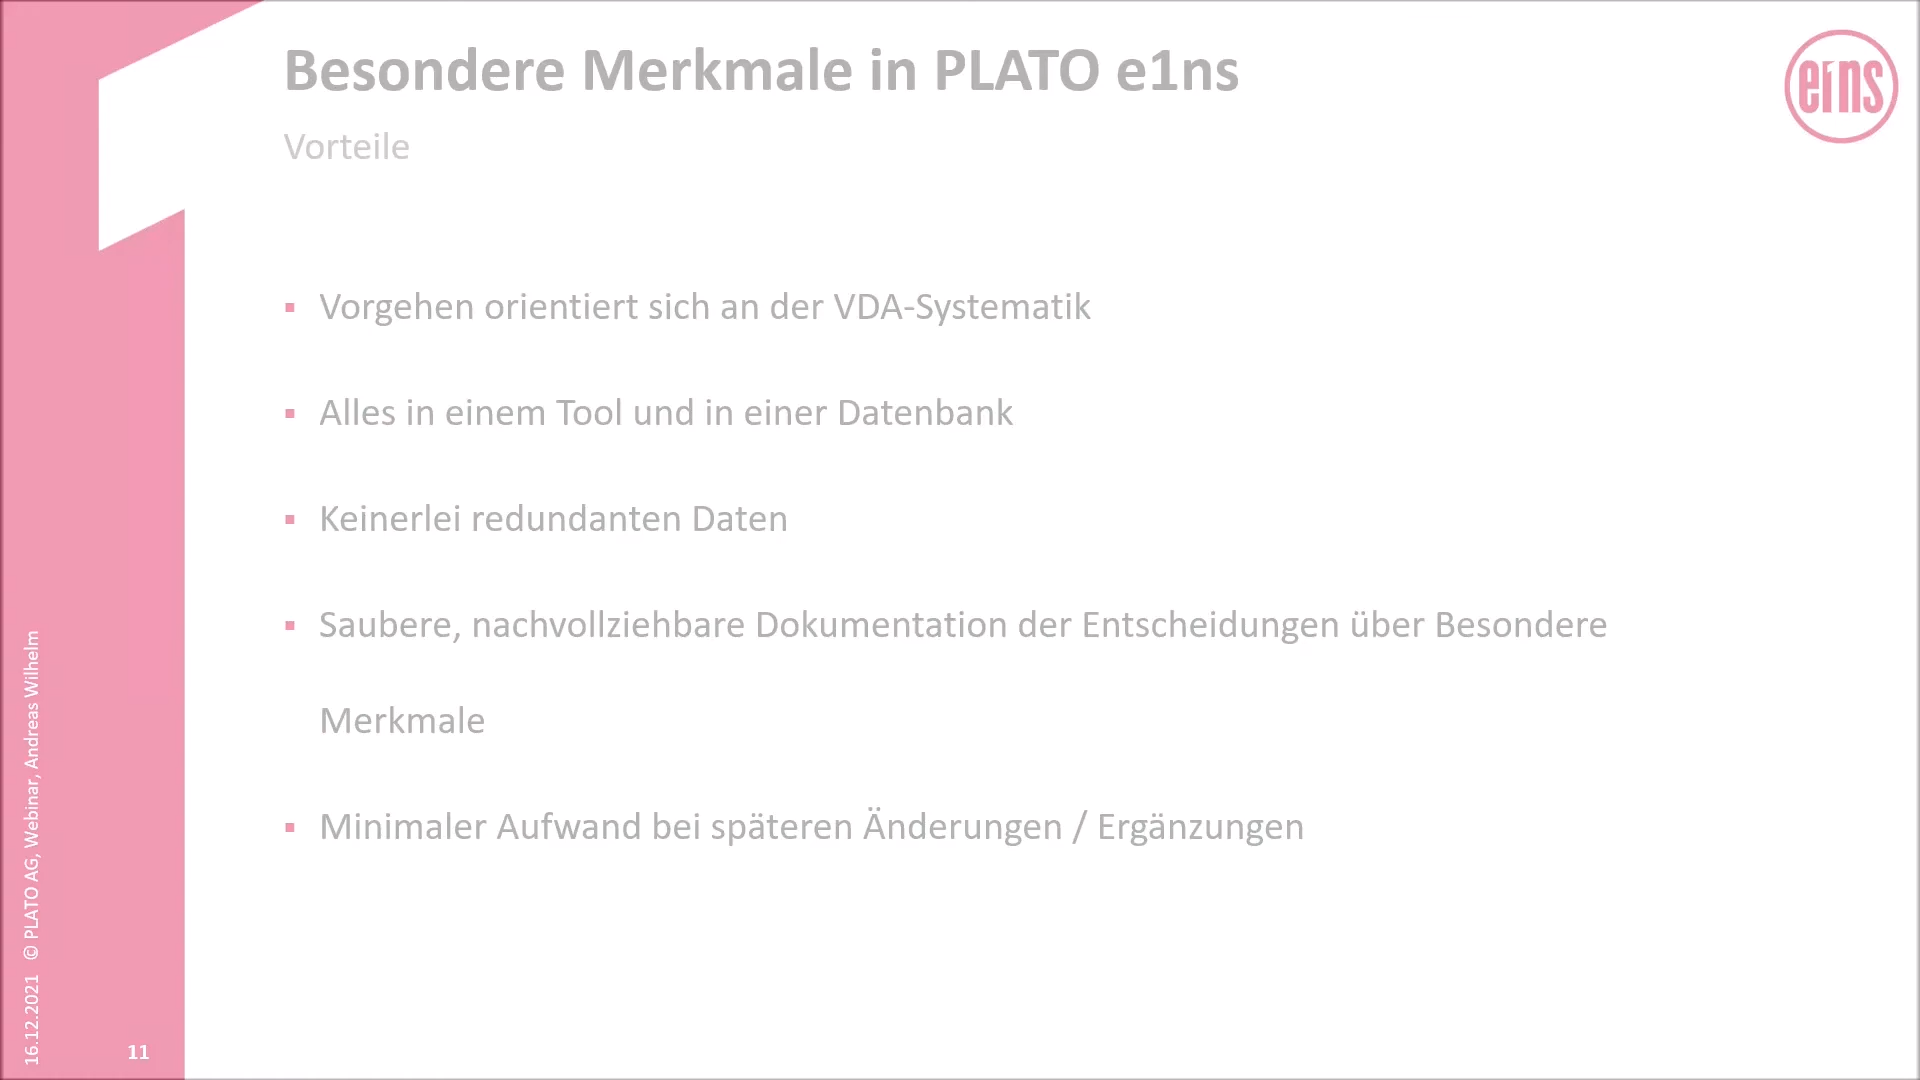 Besondere Merkmale in PLATO e1ns
e1ns
Vorteile
▪ Vorgehen orientiert sich an der VDA-Systematik
▪ Alles in einem Tool und in einer Datenbank
▪ Keinerlei redundanten Daten
▪ Saubere, nachvollziehbare Dokumentation der Entscheidungen über Besondere
Merkmale
▪ Minimaler Aufwand bei späteren Änderungen / Ergänzungen
16.12.2021 © PLATO AG, Webinar, Andreas Wilhelm
11